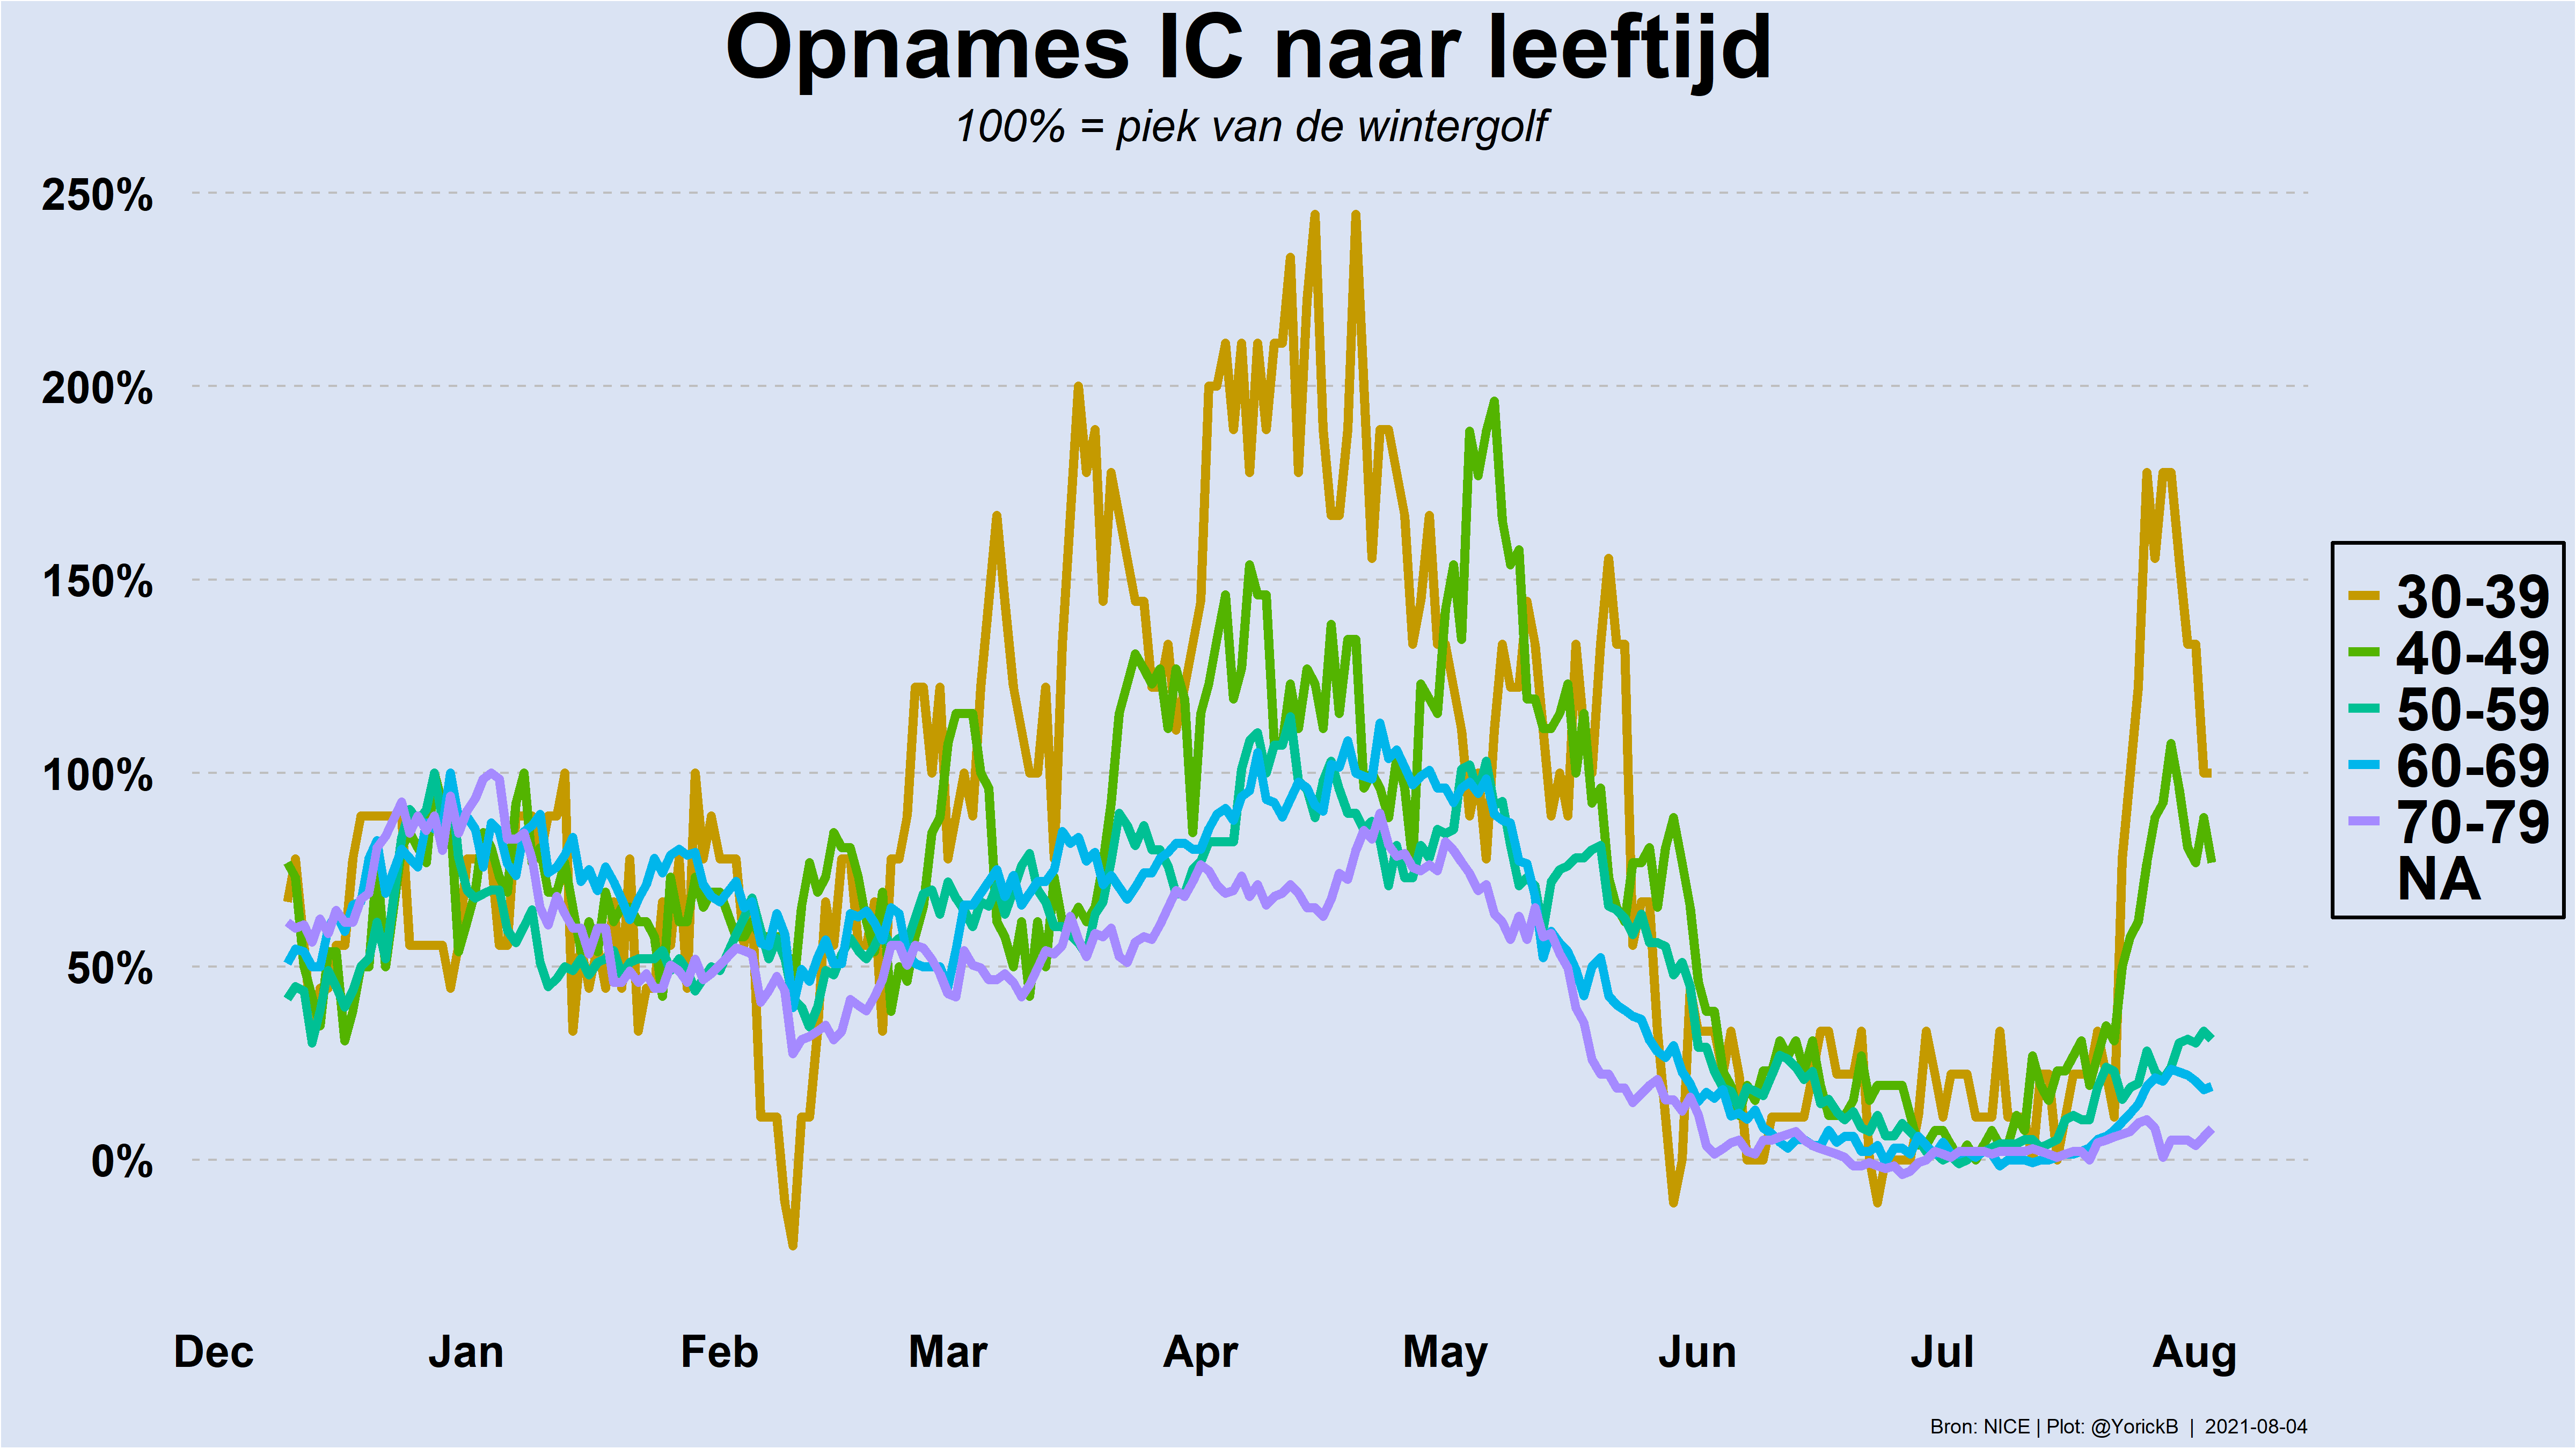 Opnames IC naar leeftijd
100% = piek van de wintergolf
250%
200%
150%
100%
50%
0%
30-39
40-49
50-59
60-69
70-79
NA
Dec Jan Feb Mar Apr May Jun Jul Aug
Bron: NICE | Plot: @YorickB | 2021-08-04